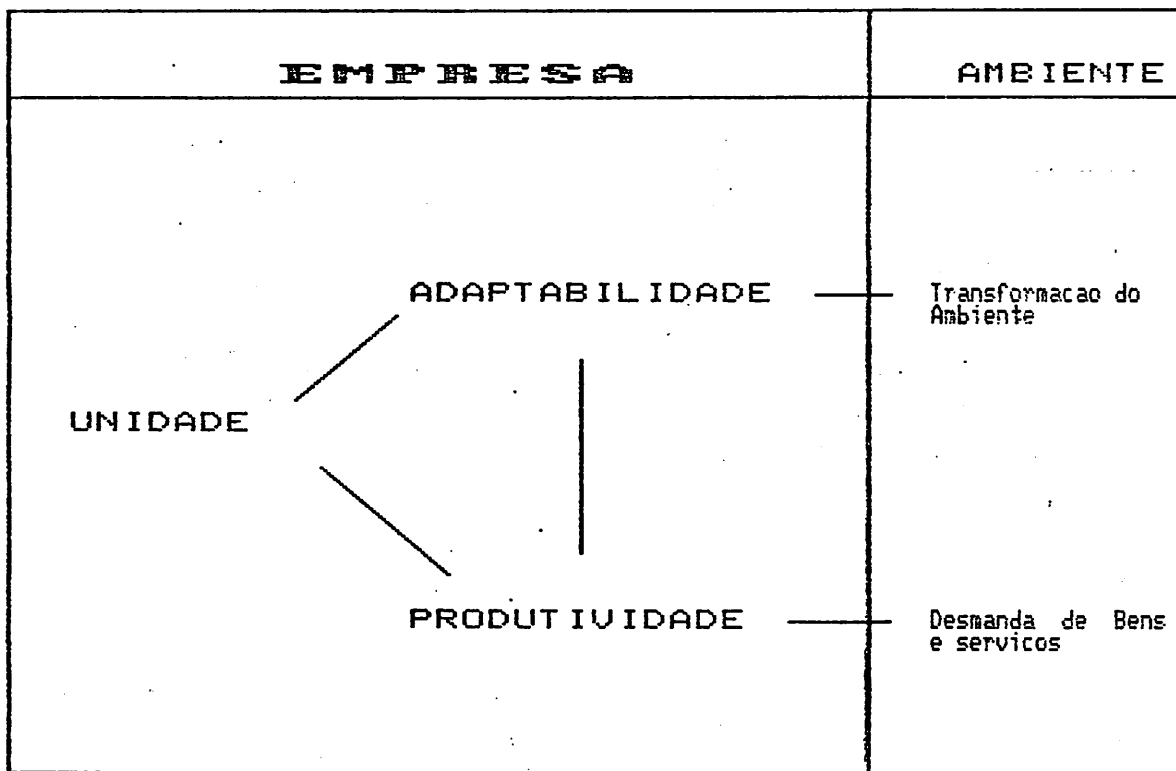 EMPRESA
AMBIENTE
ADAPTABILIDADE
Transformacao do
Ambiente
UNIDADE
PRODUTIVIDADE
Desmanda de Bens
e servicos